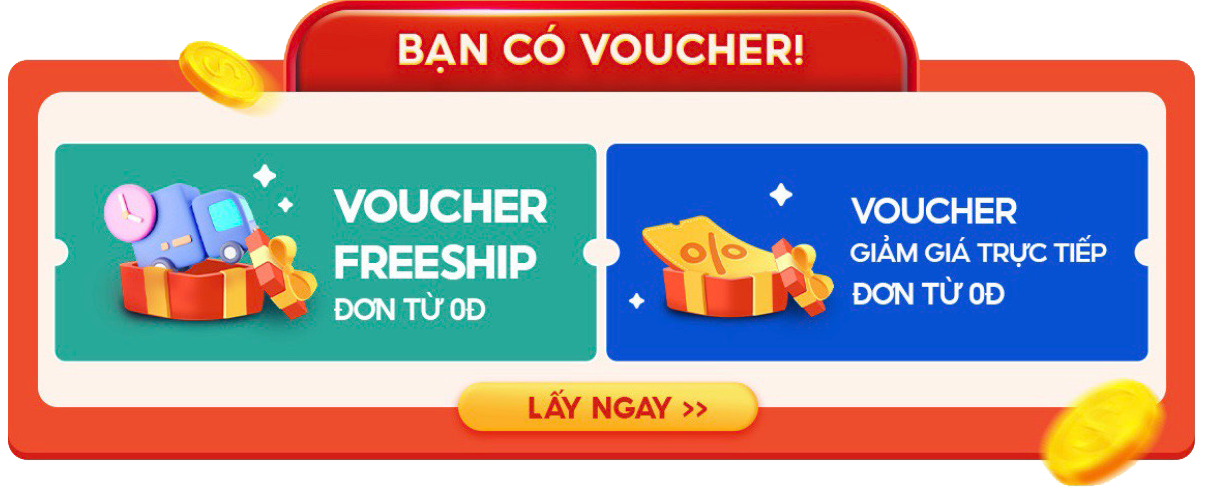 BẠN CÓ VOUCHER!
VOUCHER
FREESHIP
ĐƠN TỪ 0Đ
VOUCHER
GIẢM GIÁ TRỰC TIẾP
ĐƠN TỪ 0Đ
LẤY NGAY >>